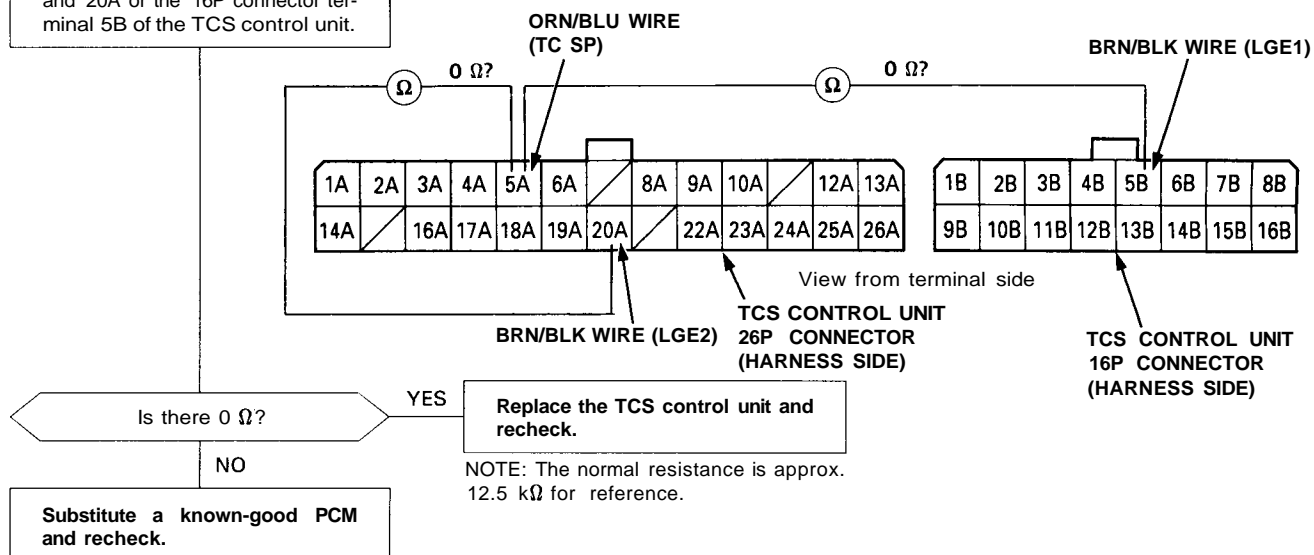 and 20A of the 16P connector ter-
minal 5B of the TCS control unit.
ORN/BLU WIRE
(TC SP)
BRN/BLK WIRE (LGE1)
Ω 0 Ω?
Ω 0 Ω?
1A 2A 3A 4A 5A 6A 8A 9A 10A 12A 13A
14A 16A 17A 18A 19A 20A 22A 23A 24A 25A 26A
1B 2B 3B 4B 5B 6B 7B 8B
9B 10B 11B 12B 13B 14B 15B 16B
View from terminal side
BRN/BLK WIRE (LGE2)
TCS CONTROL UNIT
26P CONNECTOR
(HARNESS SIDE)
TCS CONTROL UNIT
16P CONNECTOR
(HARNESS SIDE)
Is there 0 Ω?
YES
Replace the TCS control unit and
recheck.
NO
NOTE: The normal resistance is approx.
12.5 kΩ for reference.
Substitute a known-good PCM
and recheck.